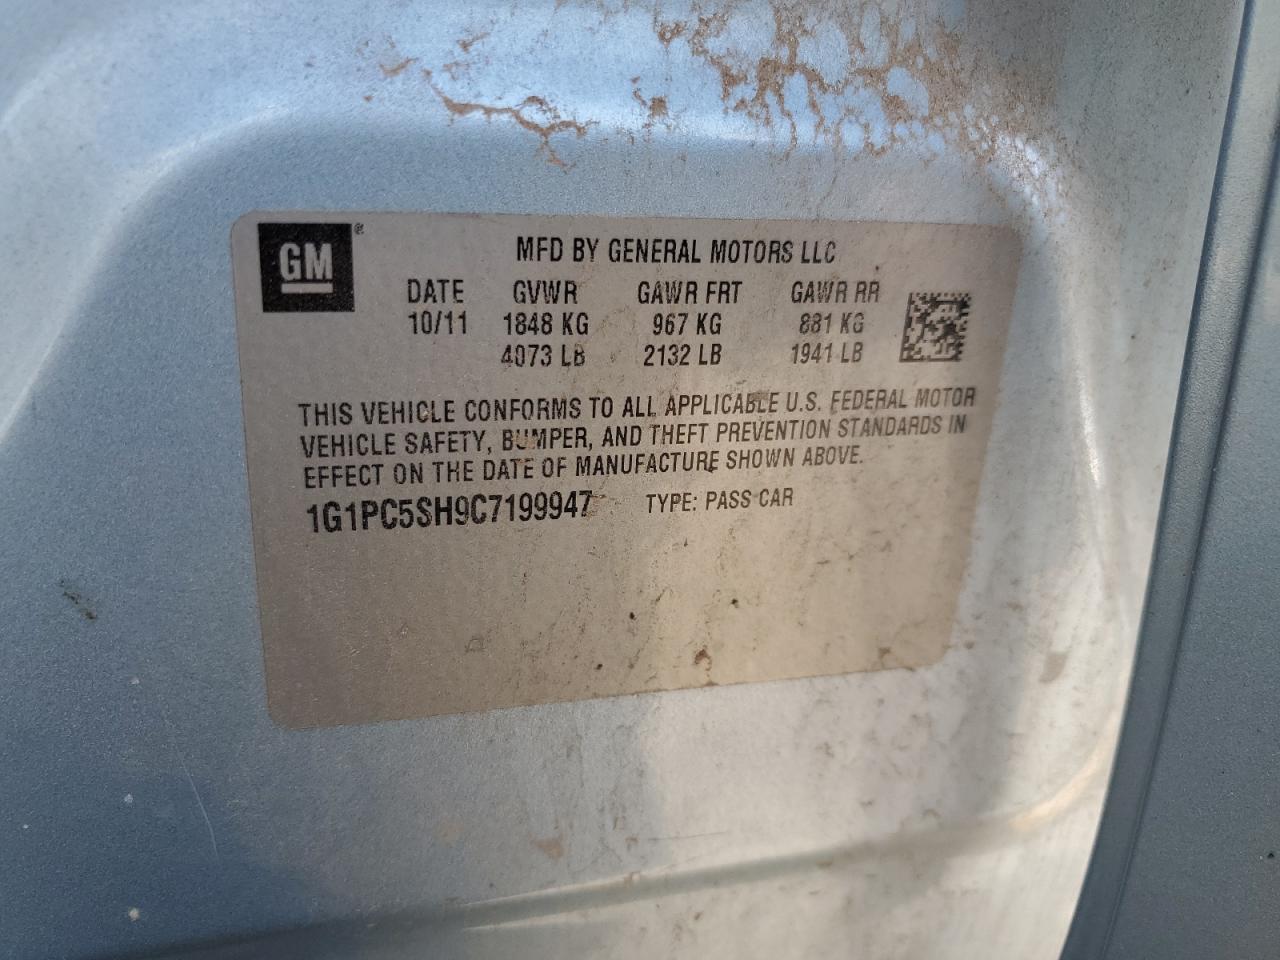 GM®
MFD BY GENERAL MOTORS LLC
DATE GVWR GAWR FRT GAWR RR
10/11 1848 KG 967 KG 881 KG
4073 LB 2132 LB 1941 LB
THIS VEHICLE CONFORMS TO ALL APPLICABLE U.S. FEDERAL MOTOR
VEHICLE SAFETY, BUMPER, AND THEFT PREVENTION STANDARDS IN
EFFECT ON THE DATE OF MANUFACTURE SHOWN ABOVE.
1G1PC5SH9C7199947 TYPE: PASS CAR